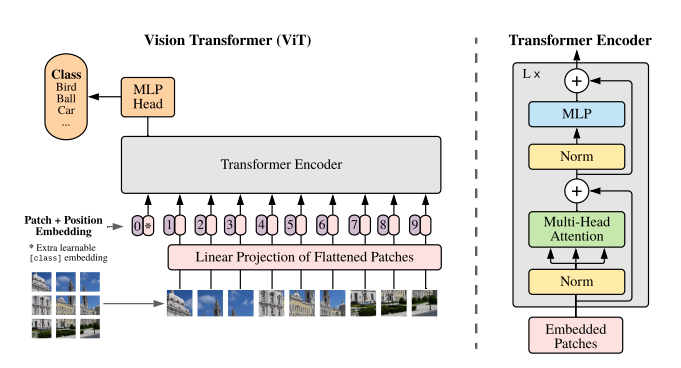 Vision Transformer (ViT)
Class
Bird
Ball
Car
...
MLP
Head
Transformer Encoder
Patch + Position
Embedding
0 * 1 2 3 4 5 6 7 8 9
* Extra learnable
[class] embedding
Linear Projection of Flattened Patches
Transformer Encoder
L ×
+
MLP
Norm
+
Multi-Head
Attention
Norm
Embedded
Patches